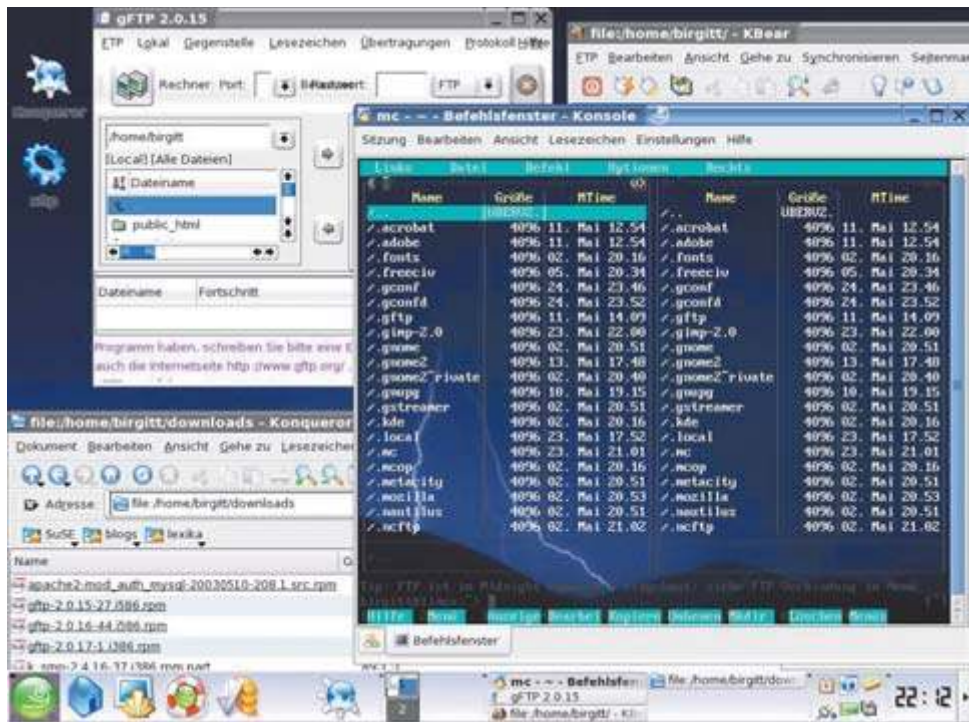 gFTP 2.0.15
FTP Lokal Gegenstelle Lesezeichen Übertragungen Protokoll
Rechner: Port:
FTP
/home/birgitt
[Local] [Alle Dateien]
Dateiname
..
public_html
Dateiname Fortschritt
Programm haben, schreiben Sie bitte eine
auch die Internetseite http://www.gftp.org/
file:/home/birgitt/ - KBear
FTP Bearbeiten Ansicht Gehe zu Synchronisieren
mc - ~ - Befehlsfenster - Konsole
Sitzung Bearbeiten Ansicht Lesezeichen Einstellungen Hilfe
Links Datei Befehl Optionen Rechts
Name Größe MTime Name Größe MTime
/.. /..
/.acrobat 4096 11. Mai 12.54 /.acrobat 4096 11. Mai 12.54
/.adobe 4096 11. Mai 12.54 /.adobe 4096 11. Mai 12.54
/.fonts 4096 02. Mai 20.16 /.fonts 4096 02. Mai 20.16
/.freeciv 4096 05. Mai 20.34 /.freeciv 4096 05. Mai 20.34
/.gconf 4096 24. Mai 23.46 /.gconf 4096 24. Mai 23.46
/.gconfd 4096 24. Mai 23.52 /.gconfd 4096 24. Mai 23.52
/.gftp 4096 11. Mai 14.09 /.gftp 4096 11. Mai 14.09
/.gimp-2.0 4096 23. Mai 22.00 /.gimp-2.0 4096 23. Mai 22.00
/.gnome 4096 02. Mai 20.51 /.gnome 4096 02. Mai 20.51
/.gnome2 4096 13. Mai 17.48 /.gnome2 4096 13. Mai 17.48
/.gnome2~rivate 4096 02. Mai 20.40 /.gnome2~rivate 4096 02. Mai 20.40
/.gnupg 4096 10. Mai 19.15 /.gnupg 4096 10. Mai 19.15
/.gstreamer 4096 02. Mai 20.51 /.gstreamer 4096 02. Mai 20.51
/.kde 4096 02. Mai 20.16 /.kde 4096 02. Mai 20.16
/.local 4096 23. Mai 17.52 /.local 4096 23. Mai 17.52
/.mc 4096 23. Mai 21.01 /.mc 4096 23. Mai 21.01
/.mcop 4096 02. Mai 20.16 /.mcop 4096 02. Mai 20.16
/.metacity 4096 02. Mai 20.51 /.metacity 4096 02. Mai 20.51
/.mozilla 4096 02. Mai 20.53 /.mozilla 4096 02. Mai 20.53
/.nautilus 4096 02. Mai 20.51 /.nautilus 4096 02. Mai 20.51
/.ncftp 4096 02. Mai 21.02 /.ncftp 4096 02. Mai 21.02
Befehlsfenster
file:/home/birgitt/downloads - Konqueror
Dokument Bearbeiten Ansicht Gehe zu Lesezeichen
Adresse: file:/home/birgitt/downloads
SuSE blogs lexika
Name
apache2-mod_auth_mysql-20030510-208.1.src.rpm
gftp-2.0.15-27.i586.rpm
gftp-2.0.16-44.i586.rpm
gftp-2.0.17-1.i386.rpm
mc - ~ - Befehlsfen
gFTP 2.0.15
file:/home/birgitt/ - KB
file:/home/birgitt/down
22:12